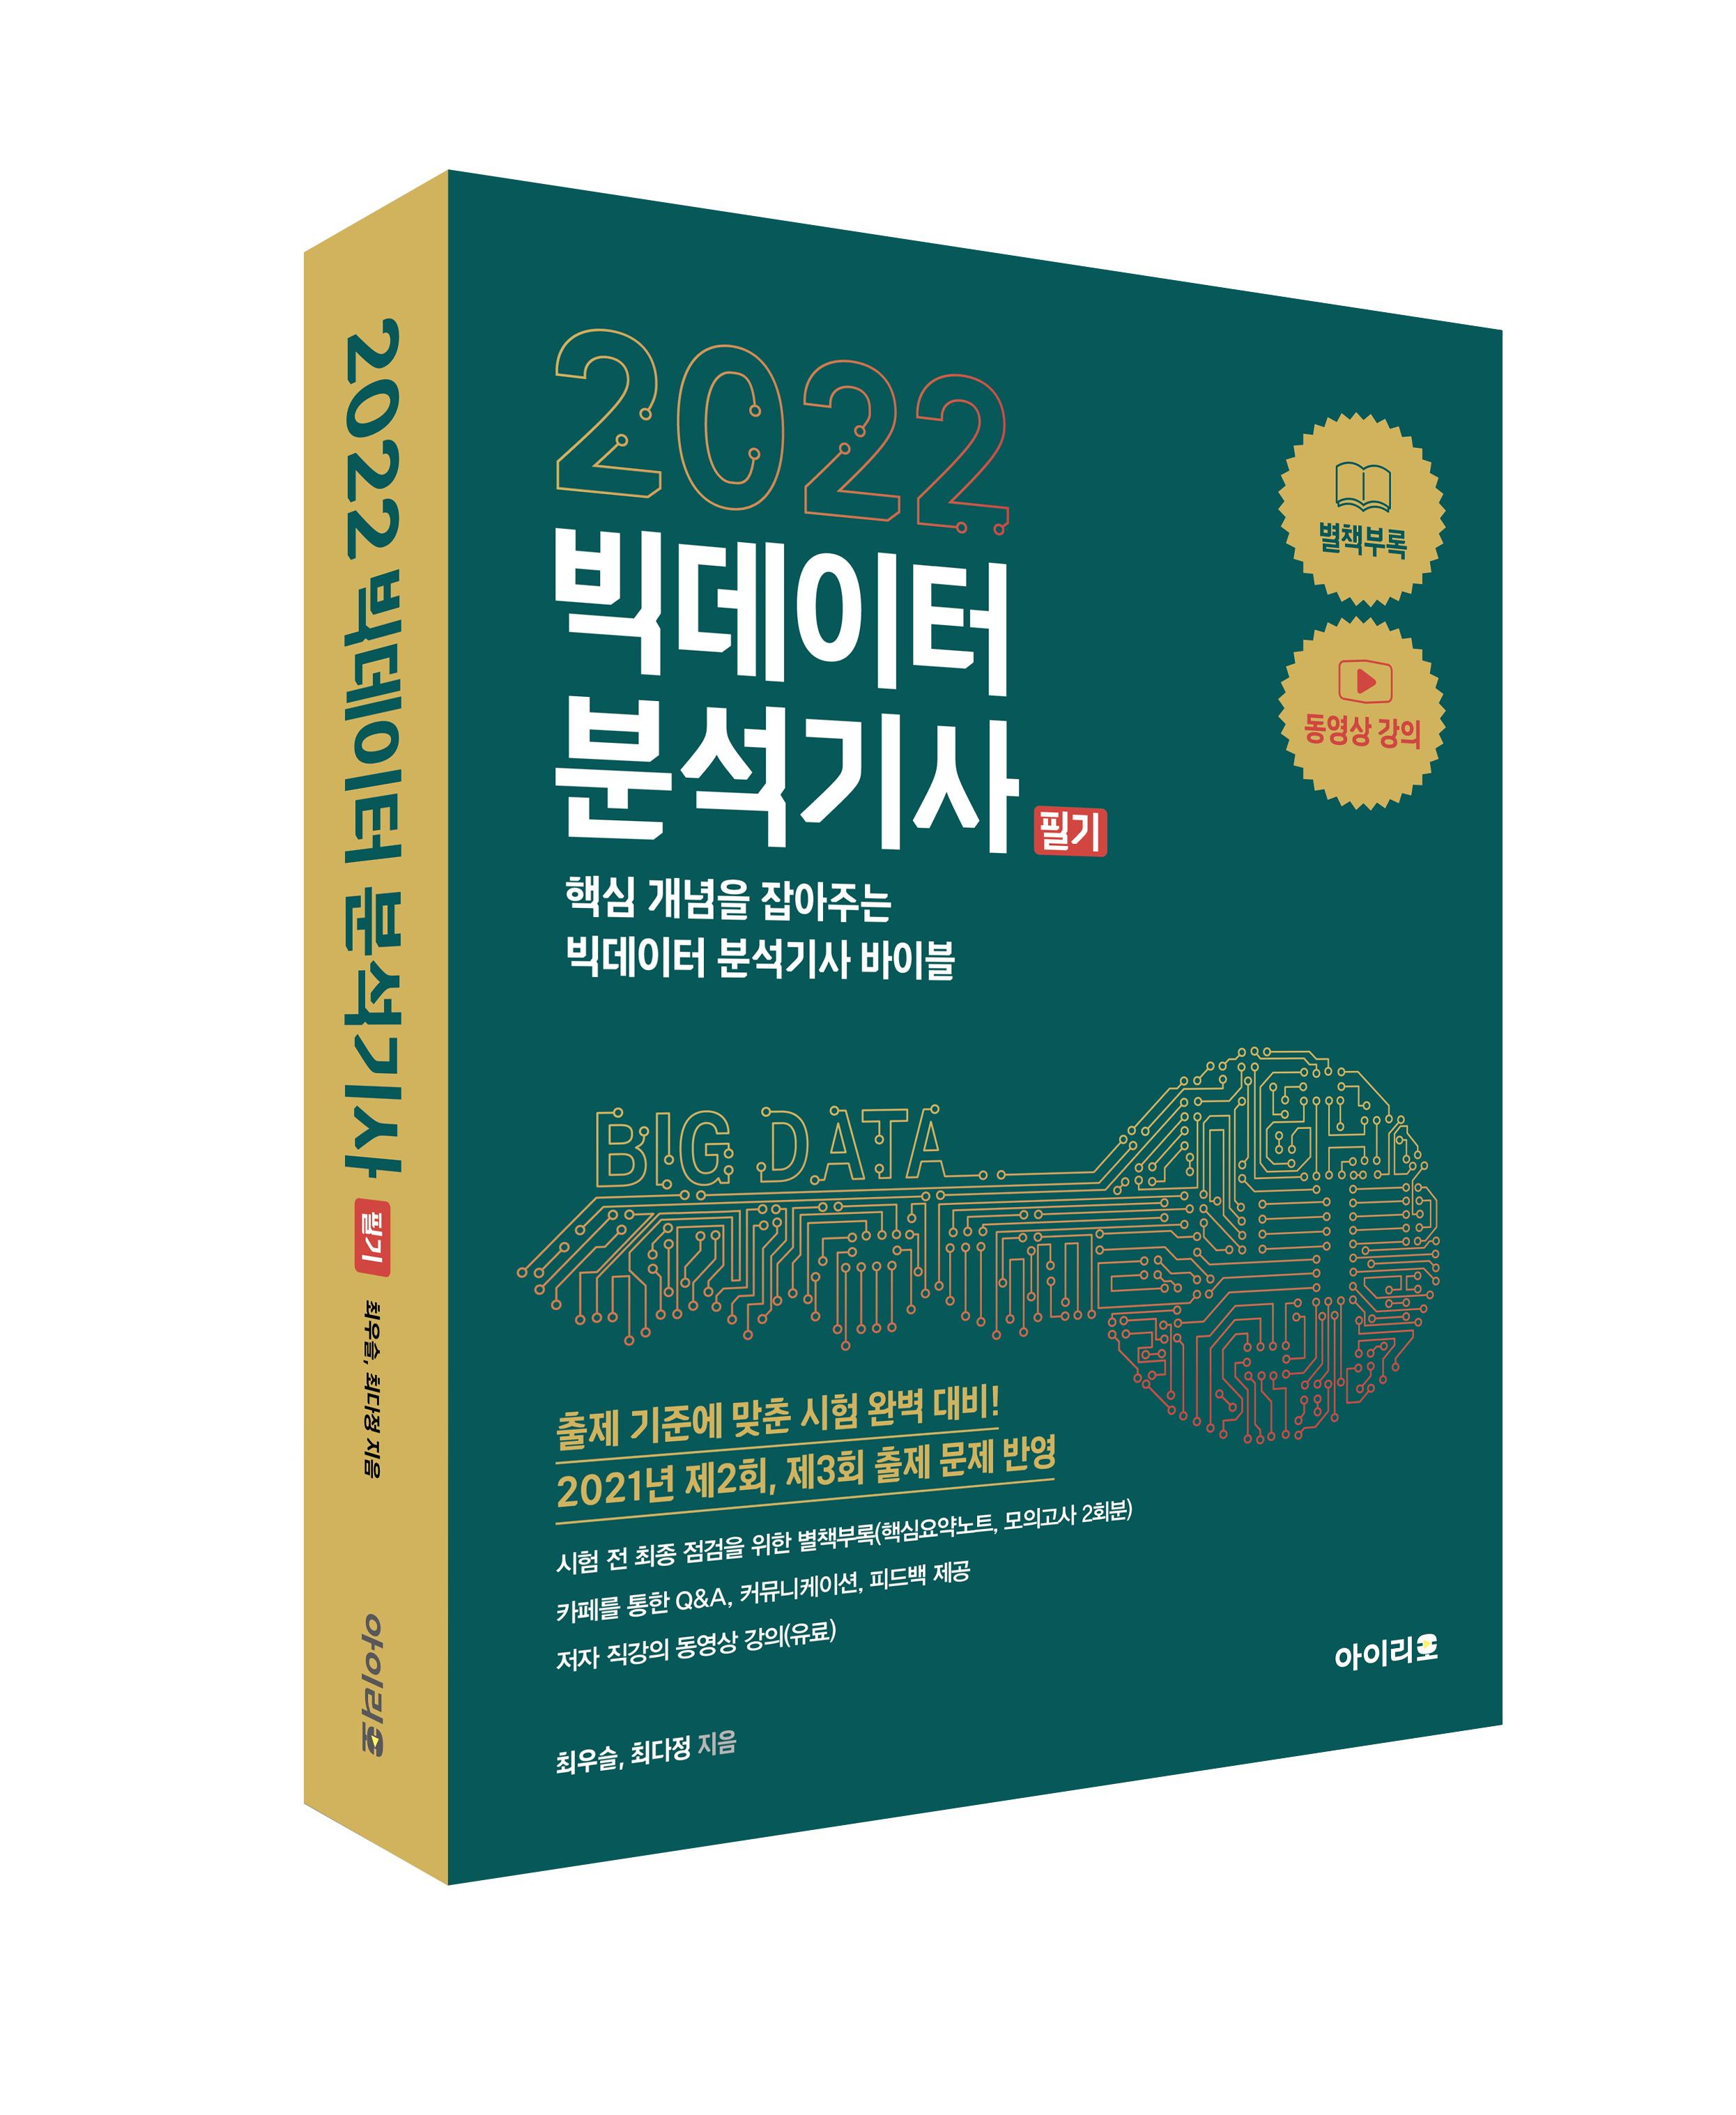 2022
빅데이터
분석기사
필기
핵심 개념을 잡아주는
빅데이터 분석기사 바이블
별책부록
동영상 강의
BIG DATA
출제 기준에 맞춘 시험 완벽 대비!
2021년 제2회, 제3회 출제 문제 반영
시험 전 최종 점검을 위한 별책부록(핵심요약노트, 모의고사 2회분)
카페를 통한 Q&A, 커뮤니케이션, 피드백 제공
저자 직강의 동영상 강의(유료)
최우슬, 최다정 지음
아이리오
2022 빅데이터 분석기사 필기 최우슬, 최다정 지음 아이리오